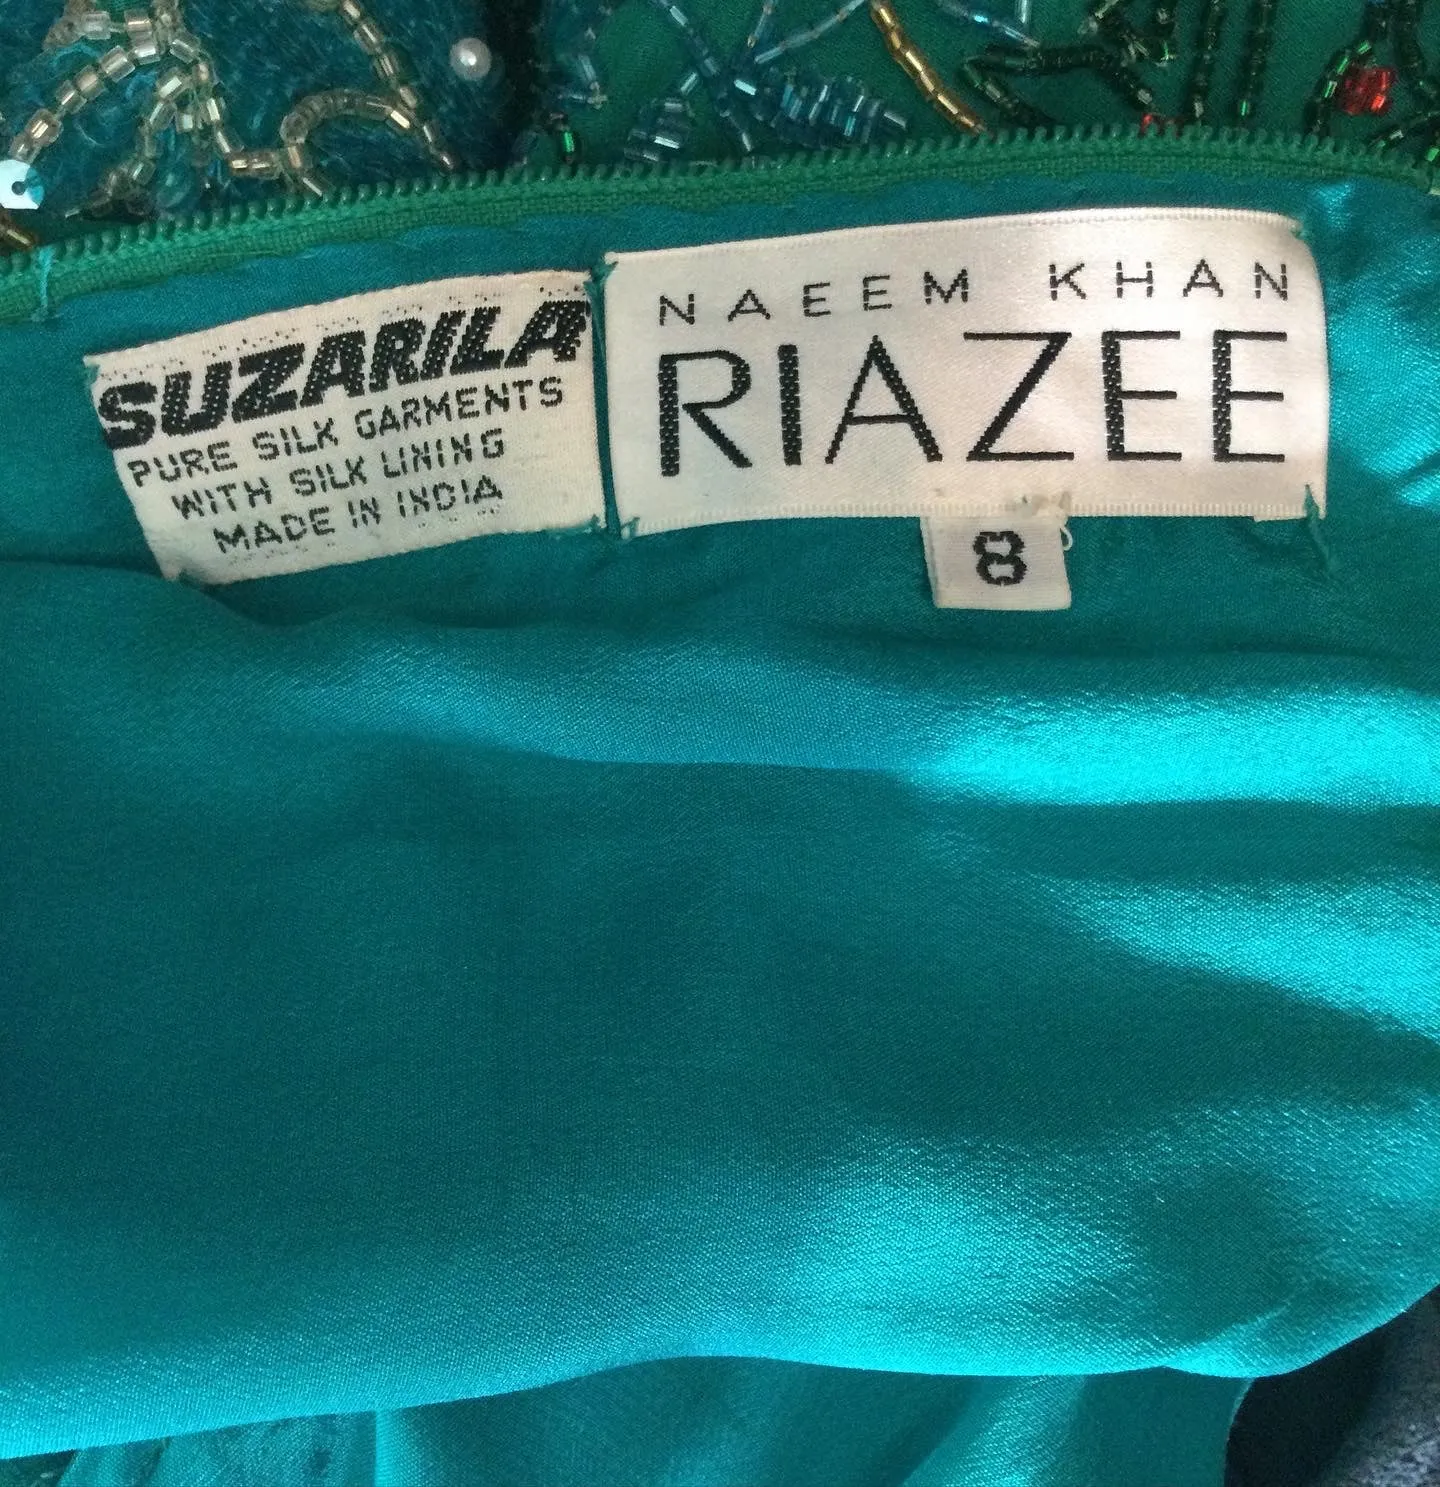 SUZARILA
PURE SILK GARMENTS
WITH SILK LINING
MADE IN INDIA
NAEEM KHAN
RIAZEE
8